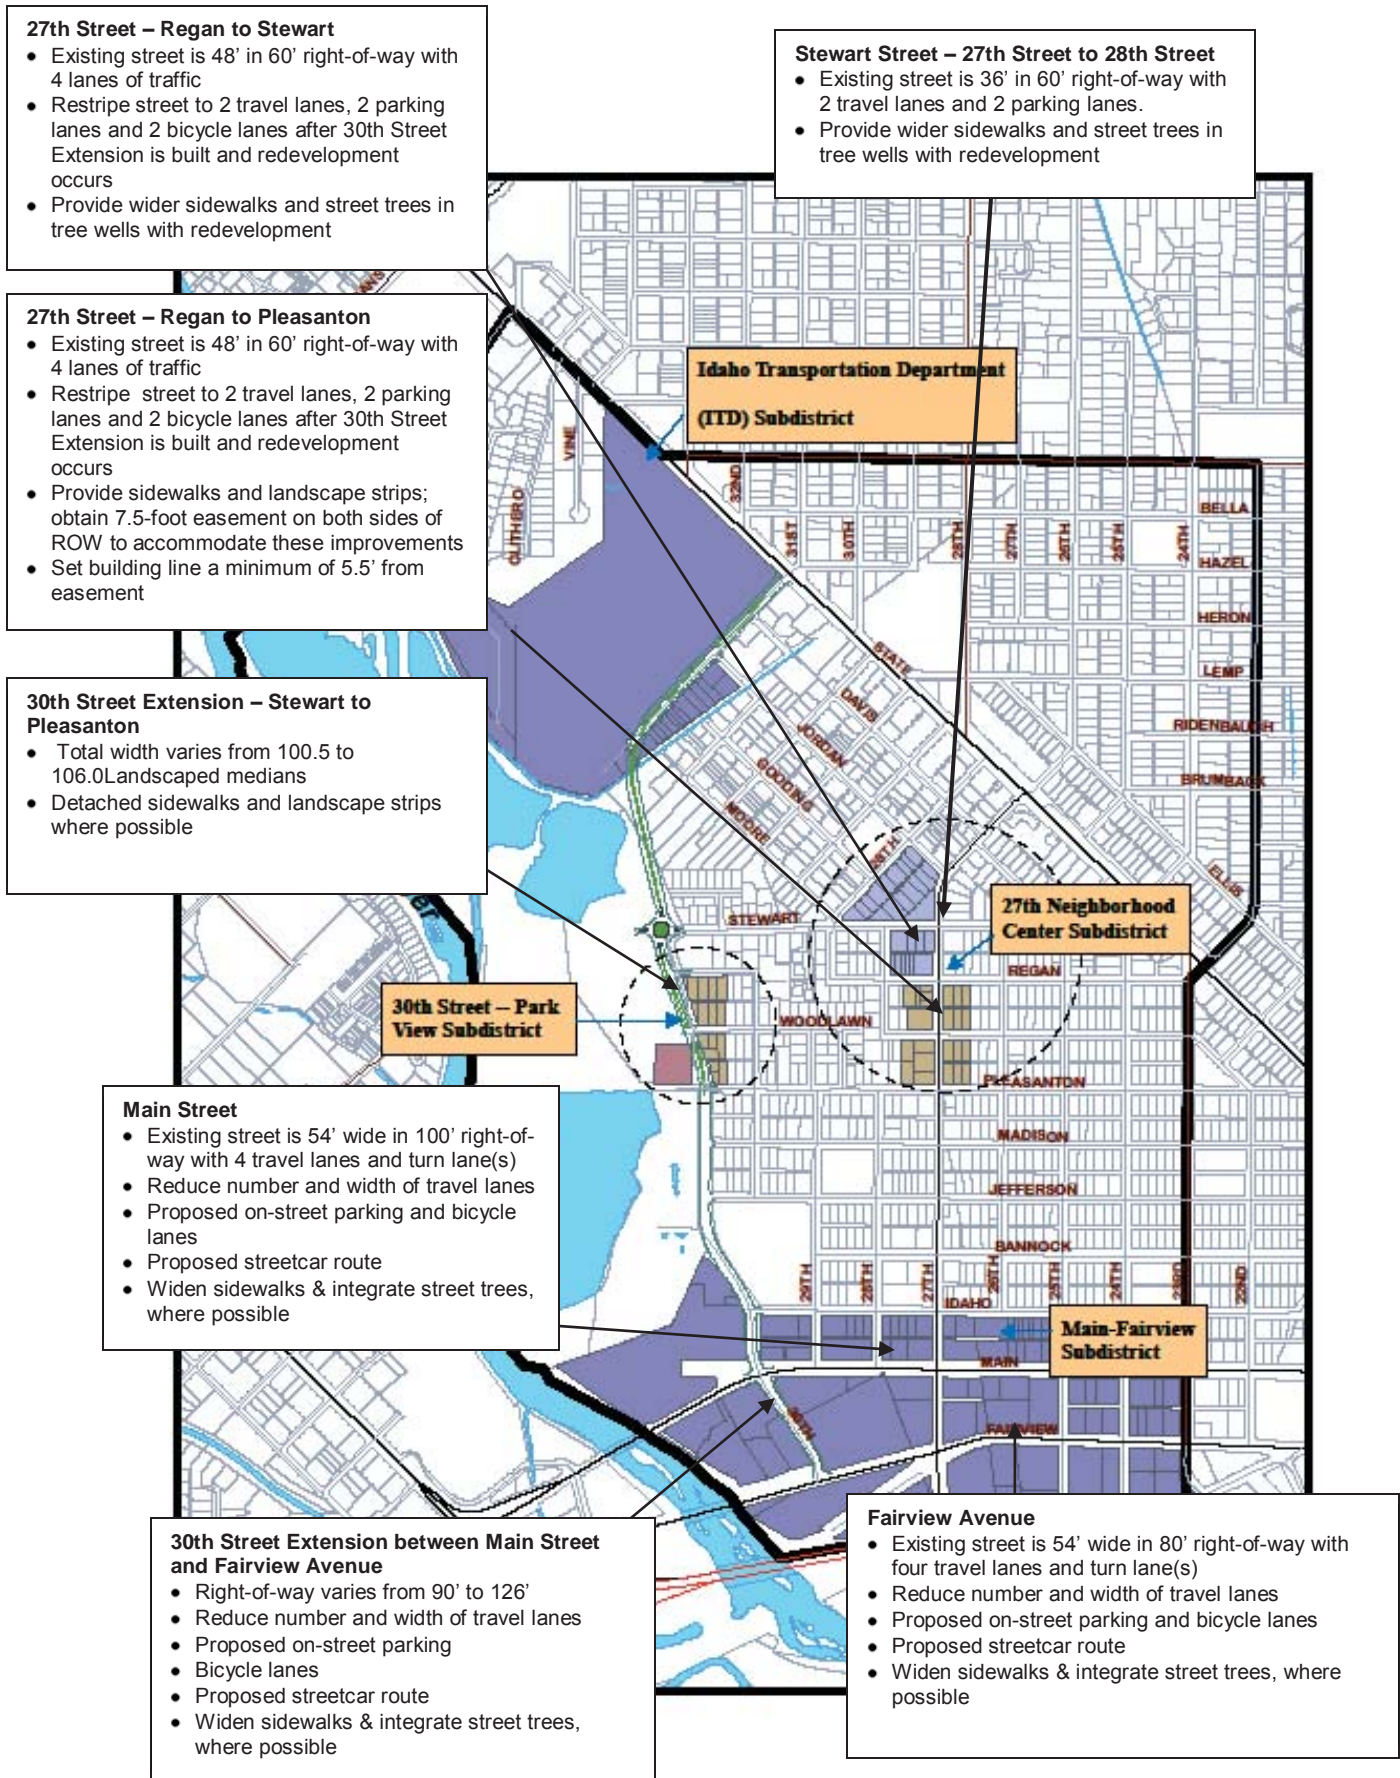 27th Street – Regan to Stewart
• Existing street is 48’ in 60’ right-of-way with
4 lanes of traffic
• Restripe street to 2 travel lanes, 2 parking
lanes and 2 bicycle lanes after 30th Street
Extension is built and redevelopment
occurs
• Provide wider sidewalks and street trees in
tree wells with redevelopment
Stewart Street – 27th Street to 28th Street
• Existing street is 36’ in 60’ right-of-way with
2 travel lanes and 2 parking lanes.
• Provide wider sidewalks and street trees in
tree wells with redevelopment
27th Street – Regan to Pleasanton
• Existing street is 48’ in 60’ right-of-way with
4 lanes of traffic
• Restripe street to 2 travel lanes, 2 parking
lanes and 2 bicycle lanes after 30th Street
Extension is built and redevelopment
occurs
• Provide sidewalks and landscape strips;
obtain 7.5-foot easement on both sides of
ROW to accommodate these improvements
• Set building line a minimum of 5.5’ from
easement
Idaho Transportation Department
(ITD) Subdistrict
VINE
CLITHERO
32ND
31ST
30TH
28TH
27TH
26TH
25TH
24TH
BELLA
HAZEL
HERON
LEMP
RIDENBAUGH
BRUMBACK
ELLIS
STATE
DAVIS
JORDAN
GOODING
MOORE
28TH
30th Street Extension – Stewart to
Pleasanton
• Total width varies from 100.5 to
106.0Landscaped medians
• Detached sidewalks and landscape strips
where possible
STEWART
27th Neighborhood
Center Subdistrict
REGAN
30th Street – Park
View Subdistrict
WOODLAWN
PLEASANTON
MADISON
JEFFERSON
BANNOCK
29TH
28TH
27TH
26TH
25TH
24TH
23RD
22ND
IDAHO
Main Street
• Existing street is 54’ wide in 100’ right-of-
way with 4 travel lanes and turn lane(s)
• Reduce number and width of travel lanes
• Proposed on-street parking and bicycle
lanes
• Proposed streetcar route
• Widen sidewalks & integrate street trees,
where possible
Main-Fairview
Subdistrict
MAIN
30TH
FAIRVIEW
30th Street Extension between Main Street
and Fairview Avenue
• Right-of-way varies from 90’ to 126’
• Reduce number and width of travel lanes
• Proposed on-street parking
• Bicycle lanes
• Proposed streetcar route
• Widen sidewalks & integrate street trees,
where possible
Fairview Avenue
• Existing street is 54’ wide in 80’ right-of-way with
four travel lanes and turn lane(s)
• Reduce number and width of travel lanes
• Proposed on-street parking and bicycle lanes
• Proposed streetcar route
• Widen sidewalks & integrate street trees, where
possible